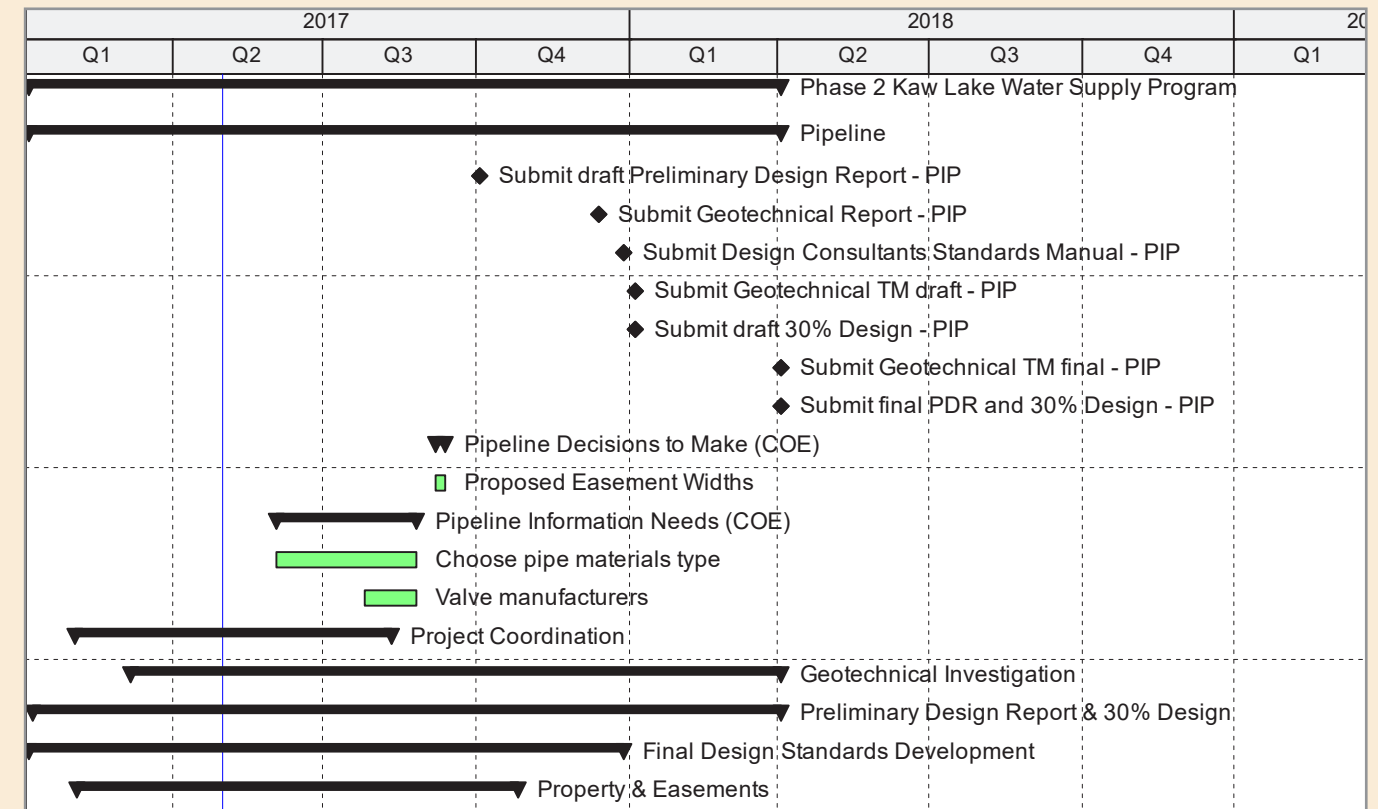 2017 2018 20
Q1 Q2 Q3 Q4 Q1 Q2 Q3 Q4 Q1
Phase 2 Kaw Lake Water Supply Program
Pipeline
Submit draft Preliminary Design Report - PIP
Submit Geotechnical Report - PIP
Submit Design Consultants Standards Manual - PIP
Submit Geotechnical TM draft - PIP
Submit draft 30% Design - PIP
Submit Geotechnical TM final - PIP
Submit final PDR and 30% Design - PIP
Pipeline Decisions to Make (COE)
Proposed Easement Widths
Pipeline Information Needs (COE)
Choose pipe materials type
Valve manufacturers
Project Coordination
Geotechnical Investigation
Preliminary Design Report & 30% Design
Final Design Standards Development
Property & Easements